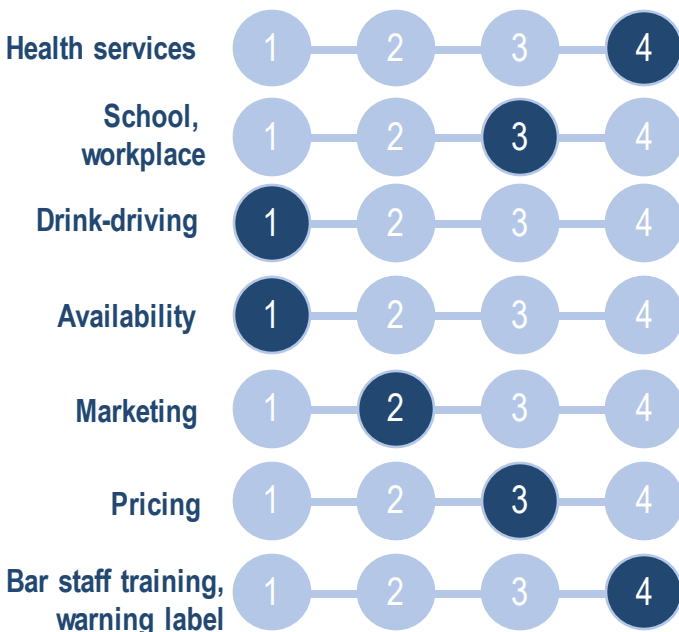 Health services 1 2 3 4
School,
workplace 1 2 3 4
Drink-driving 1 2 3 4
Availability 1 2 3 4
Marketing 1 2 3 4
Pricing 1 2 3 4
Bar staff training,
warning label 1 2 3 4